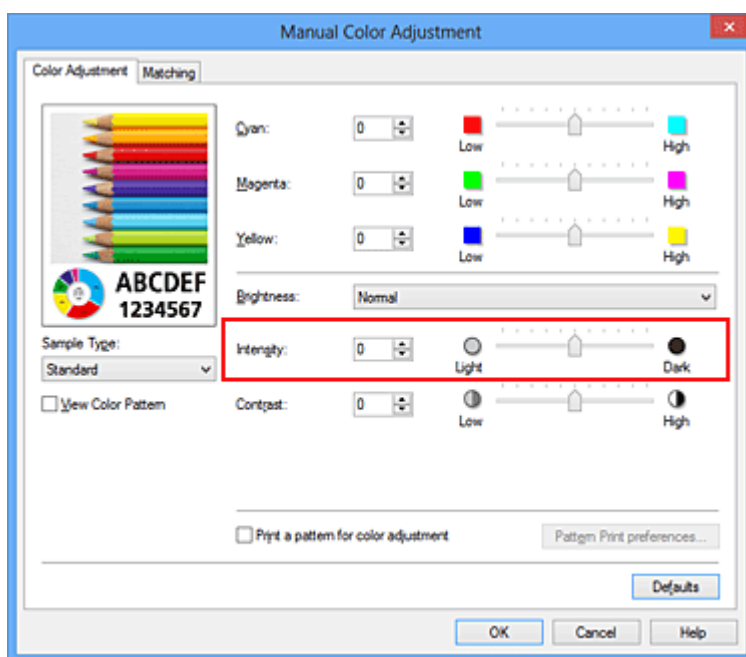 Manual Color Adjustment
Color Adjustment
Matching
Cyan:
0
Low
High
Magenta:
0
Low
High
Yellow:
0
Low
High
ABCDEF
1234567
Brightness:
Normal
Sample Type:
Standard
Intensity:
0
Light
Dark
View Color Pattern
Contrast:
0
Low
High
Print a pattern for color adjustment
Pattern Print preferences...
Defaults
OK
Cancel
Help